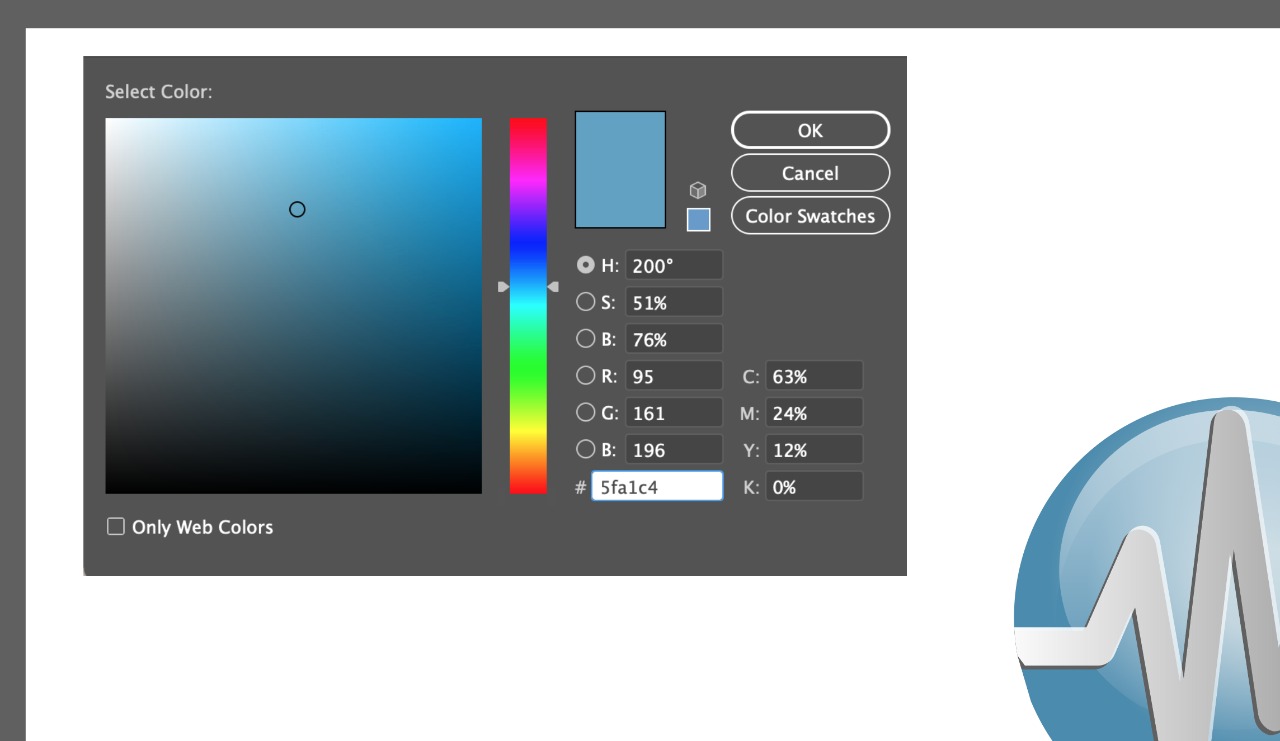 Select Color:
OK
Cancel
Color Swatches
H: 200°
S: 51%
B: 76%
R: 95 C: 63%
G: 161 M: 24%
B: 196 Y: 12%
# 5fa1c4 K: 0%
Only Web Colors